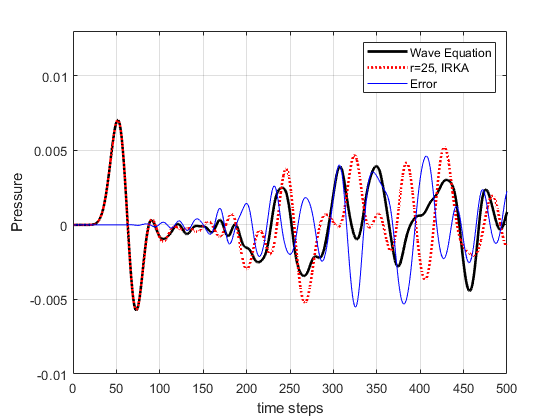 Wave Equation
r=25, IRKA
Error
0.01
0.005
0
-0.005
-0.01
Pressure
0 50 100 150 200 250 300 350 400 450 500
time steps